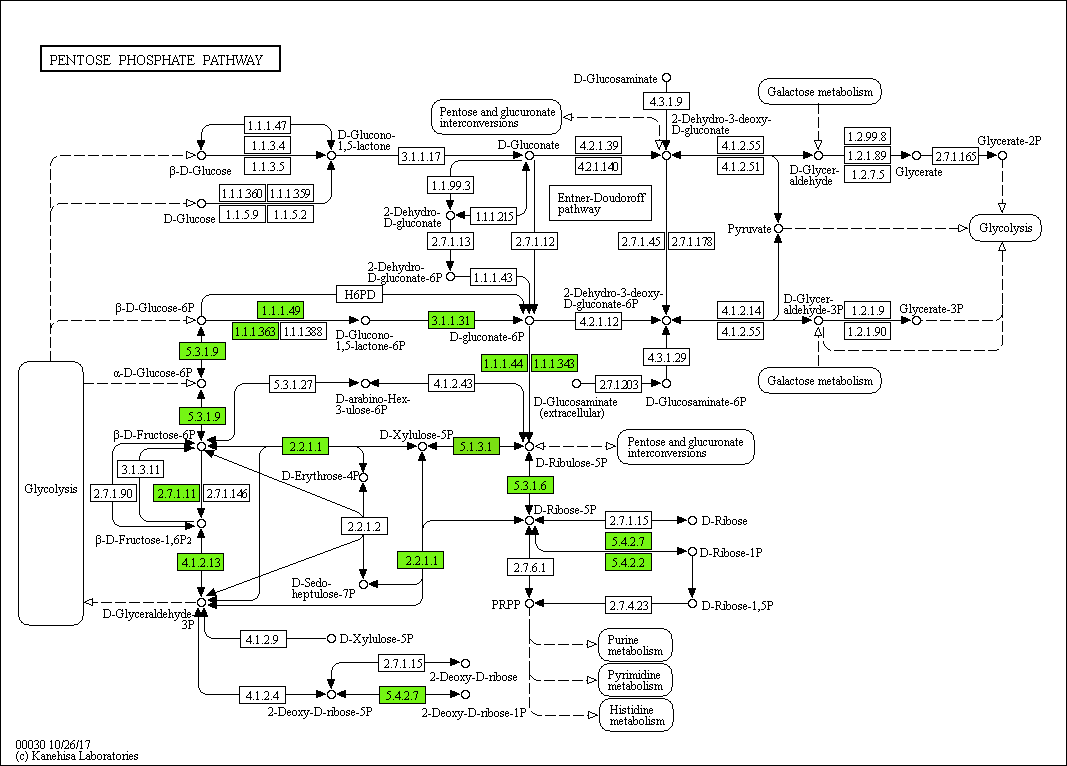 PENTOSE PHOSPHATE PATHWAY
D-Glucosaminate
4.3.1.9
Galactose metabolism
Pentose and glucuronate
interconversions
2-Dehydro-3-deoxy-
D-gluconate
1.1.1.47
1.1.3.4
1.1.3.5
D-Glucono-
1,5-lactone
3.1.1.17
D-Gluconate
4.2.1.39
4.2.1.140
4.2.1.55
4.2.1.51
D-Glycer-
aldehyde
1.2.99.8
1.2.1.89
1.2.7.5
Glycerate
2.7.1.165
Glycerate-2P
β-D-Glucose
1.1.1.360
1.1.1.359
1.1.5.9
1.1.5.2
D-Glucose
1.1.99.3
2-Dehydro-
D-gluconate
1.1.1.215
Entner-Doudoroff
pathway
Pyruvate
Glycolysis
2.7.1.13
2.7.1.12
2.7.1.45
2.7.1.178
2-Dehydro-
D-gluconate-6P
1.1.1.43
H6PD
2-Dehydro-3-deoxy-
D-gluconate-6P
β-D-Glucose-6P
1.1.1.49
1.1.1.363
1.1.1.388
D-Glucono-
1,5-lactone-6P
3.1.1.31
D-gluconate-6P
4.2.1.12
4.1.2.14
4.1.2.55
D-Glycer-
aldehyde-3P
1.2.1.9
1.2.1.90
Glycerate-3P
5.3.1.9
1.1.1.44
1.1.1.343
4.3.1.29
Galactose metabolism
α-D-Glucose-6P
5.3.1.27
D-arabino-Hex-
3-ulose-6P
4.1.2.43
D-Glucosaminate
(extracellular)
2.7.1.203
D-Glucosaminate-6P
5.3.1.9
β-D-Fructose-6P
2.2.1.1
D-Xylulose-5P
5.1.3.1
D-Ribulose-5P
Pentose and glucuronate
interconversions
3.1.3.11
D-Erythrose-4P
Glycolysis
2.7.1.90
2.7.1.11
2.7.1.146
5.3.1.6
D-Ribose-5P
2.2.1.2
2.7.1.15
D-Ribose
β-D-Fructose-1,6P2
5.4.2.7
5.4.2.2
D-Ribose-1P
4.1.2.13
2.2.1.1
2.7.6.1
D-Sedo-
heptulose-7P
PRPP
2.7.4.23
D-Ribose-1,5P
D-Glyceraldehyde-
3P
4.1.2.9
D-Xylulose-5P
Purine
metabolism
2.7.1.15
2-Deoxy-D-ribose
Pyrimidine
metabolism
4.1.2.4
5.4.2.7
2-Deoxy-D-ribose-5P
2-Deoxy-D-ribose-1P
Histidine
metabolism
00030 10/26/17
(c) Kanehisa Laboratories